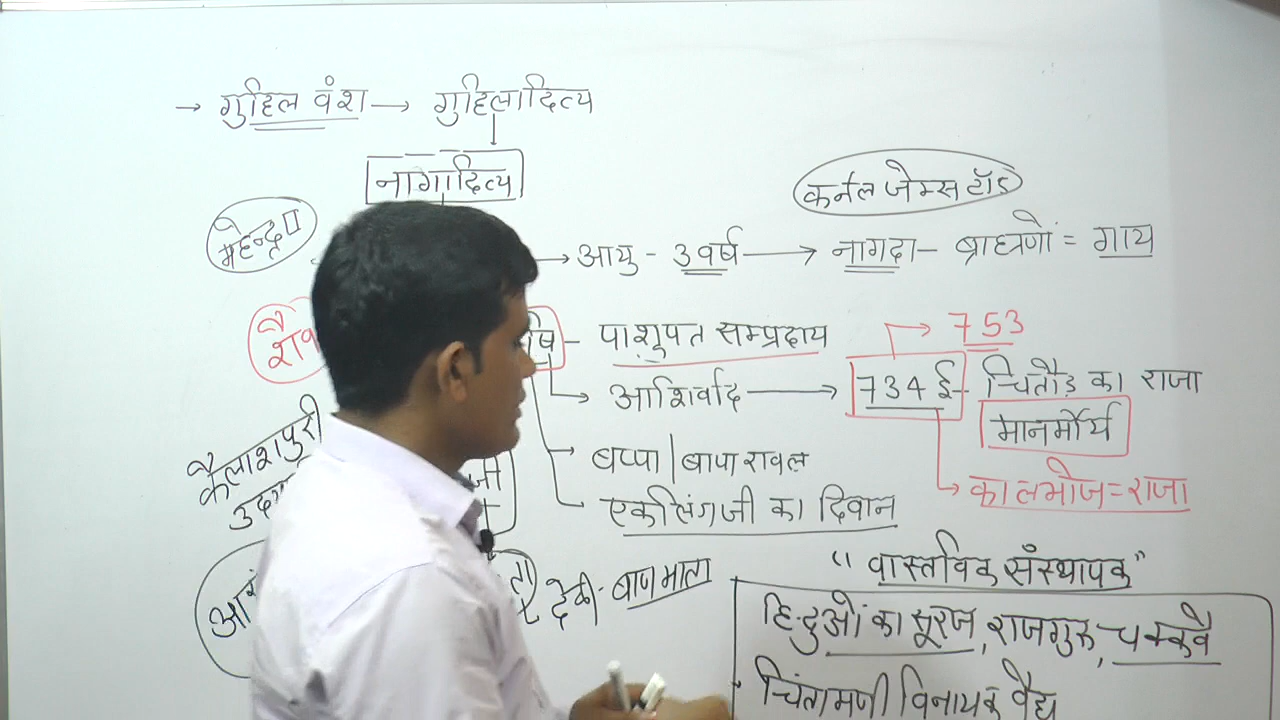 → गुहिल वंश → गुहिलादित्य
नागादित्य
कर्नल जेम्स टॉड
महेन्द्र II
→ आयु - 3 वर्ष → नागदा - ब्राह्मणों = गाय
शैव
षि - पाशुपत सम्प्रदाय → 753
आशिर्वाद → 734 ई - चितौड़ का राजा
मानमौर्य
कैलाशपुरी
बप्पा / बापा रावल
कालभोज = राजा
एकलिंगजी का दिवान
"वास्तविक संस्थापक"
देवी - बाण माता
हिन्दुओं का सूरज, राजगुरू, चक्कवै
चिंतामणी विनायक वैद्य